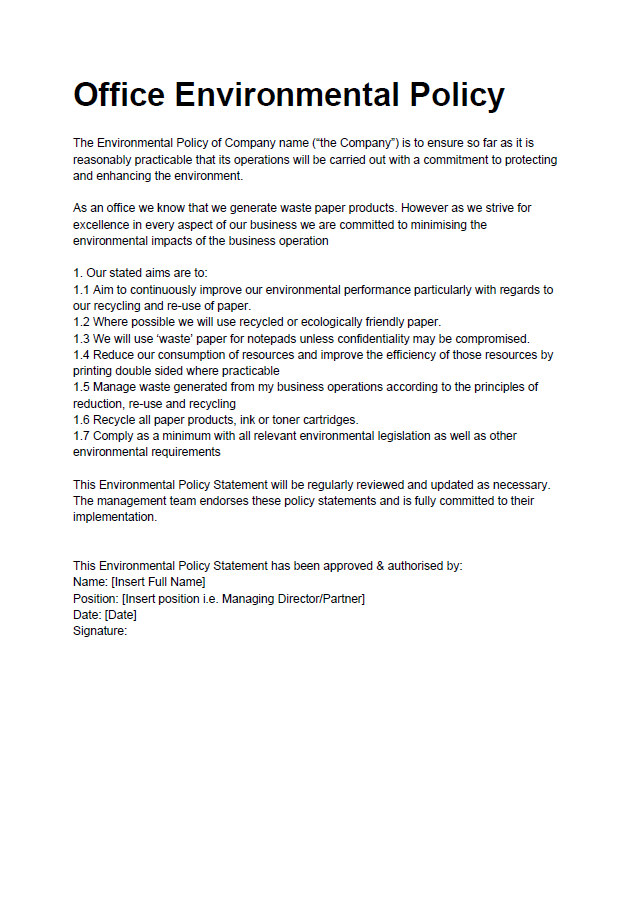 Office Environmental Policy
The Environmental Policy of Company name (“the Company”) is to ensure so far as it is
reasonably practicable that its operations will be carried out with a commitment to protecting
and enhancing the environment.
As an office we know that we generate waste paper products. However as we strive for
excellence in every aspect of our business we are committed to minimising the
environmental impacts of the business operation
1. Our stated aims are to:
1.1 Aim to continuously improve our environmental performance particularly with regards to
our recycling and re-use of paper.
1.2 Where possible we will use recycled or ecologically friendly paper.
1.3 We will use ‘waste’ paper for notepads unless confidentiality may be compromised.
1.4 Reduce our consumption of resources and improve the efficiency of those resources by
printing double sided where practicable
1.5 Manage waste generated from my business operations according to the principles of
reduction, re-use and recycling
1.6 Recycle all paper products, ink or toner cartridges.
1.7 Comply as a minimum with all relevant environmental legislation as well as other
environmental requirements
This Environmental Policy Statement will be regularly reviewed and updated as necessary.
The management team endorses these policy statements and is fully committed to their
implementation.
This Environmental Policy Statement has been approved & authorised by:
Name: [Insert Full Name]
Position: [Insert position i.e. Managing Director/Partner]
Date: [Date]
Signature: